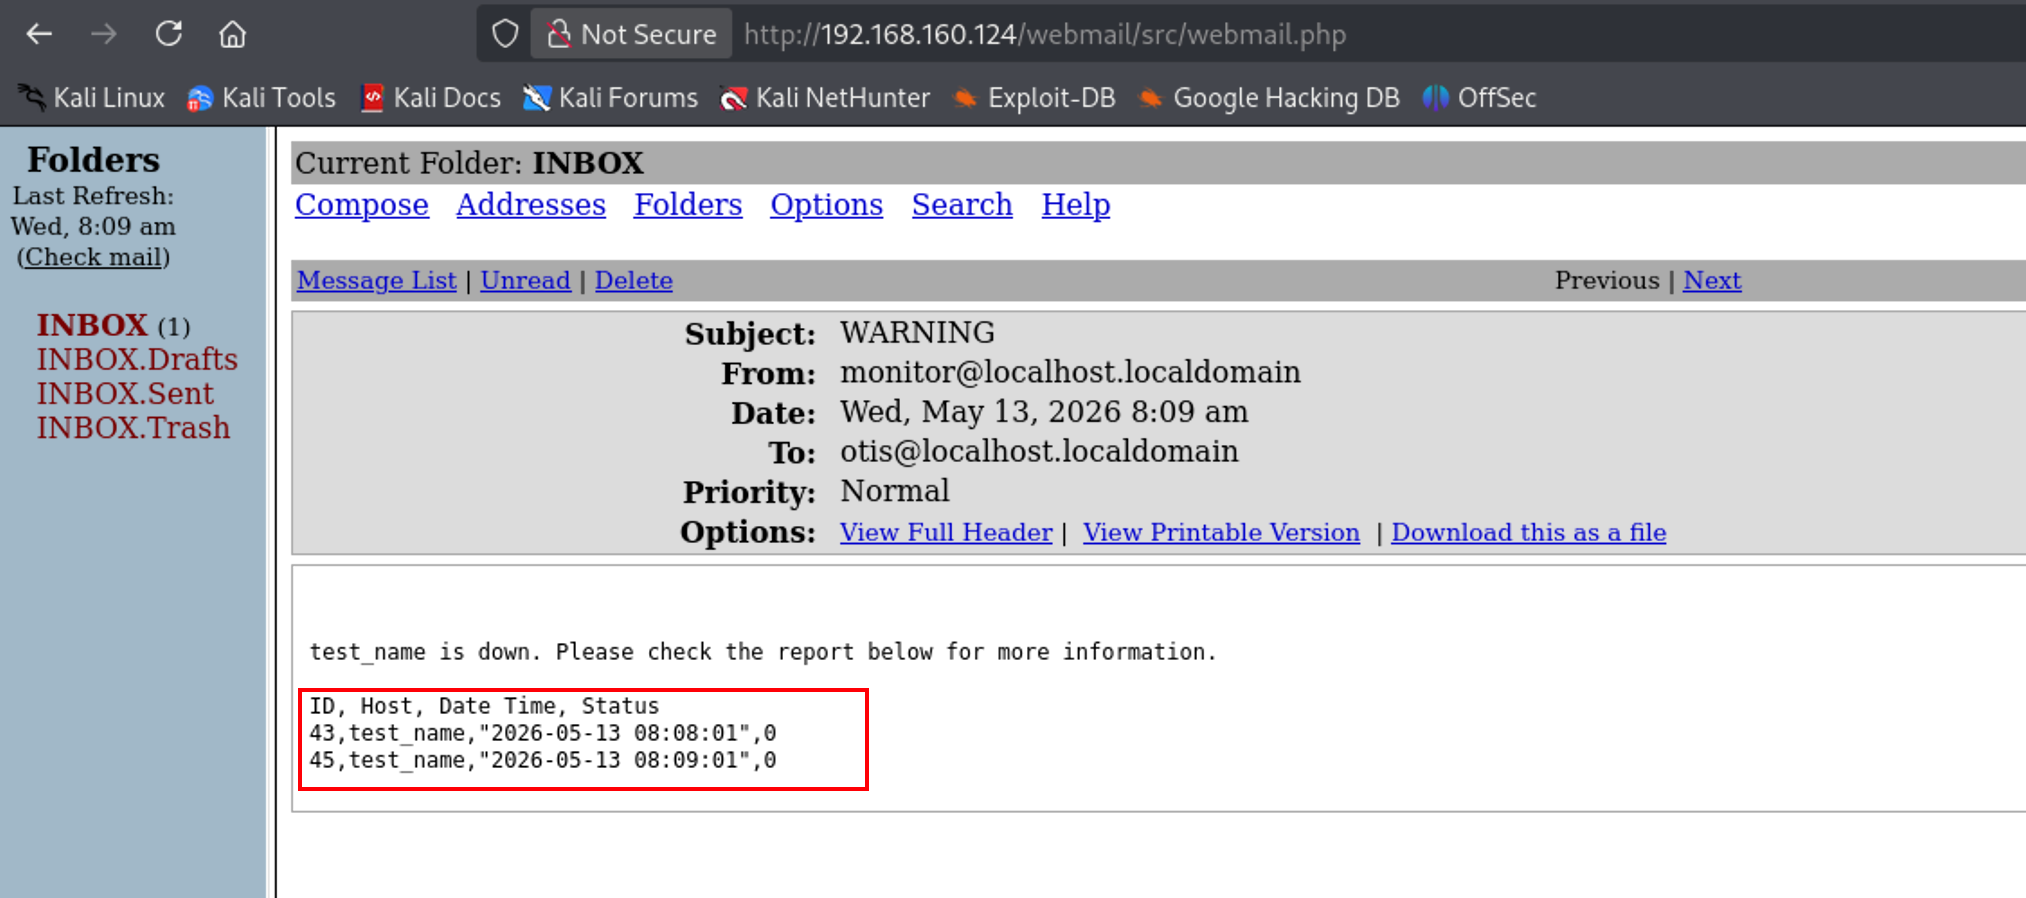 Not Secure http://192.168.160.124/webmail/src/webmail.php
Kali Linux Kali Tools Kali Docs Kali Forums Kali NetHunter Exploit-DB Google Hacking DB OffSec
Folders
Last Refresh:
Wed, 8:09 am
(Check mail)
INBOX (1)
INBOX.Drafts
INBOX.Sent
INBOX.Trash
Current Folder: INBOX
Compose Addresses Folders Options Search Help
Message List | Unread | Delete Previous | Next
Subject: WARNING
From: monitor@localhost.localdomain
Date: Wed, May 13, 2026 8:09 am
To: otis@localhost.localdomain
Priority: Normal
Options: View Full Header | View Printable Version | Download this as a file
test_name is down. Please check the report below for more information.
ID, Host, Date Time, Status
43,test_name,"2026-05-13 08:08:01",0
45,test_name,"2026-05-13 08:09:01",0